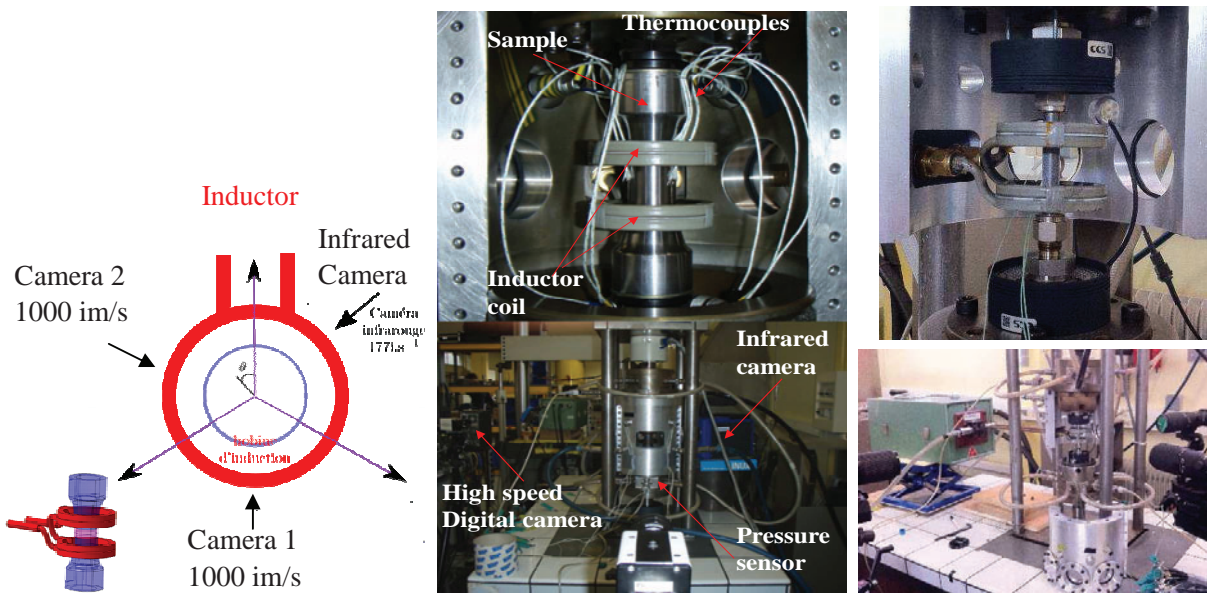 Inductor
Infrared
Camera
Camera 2
1000 im/s
Caméra
infrarouge
θ
d'induction
Camera 1
1000 im/s
Sample
Thermocouples
Inductor
coil
Infrared
camera
High speed
Digital camera
Pressure
sensor